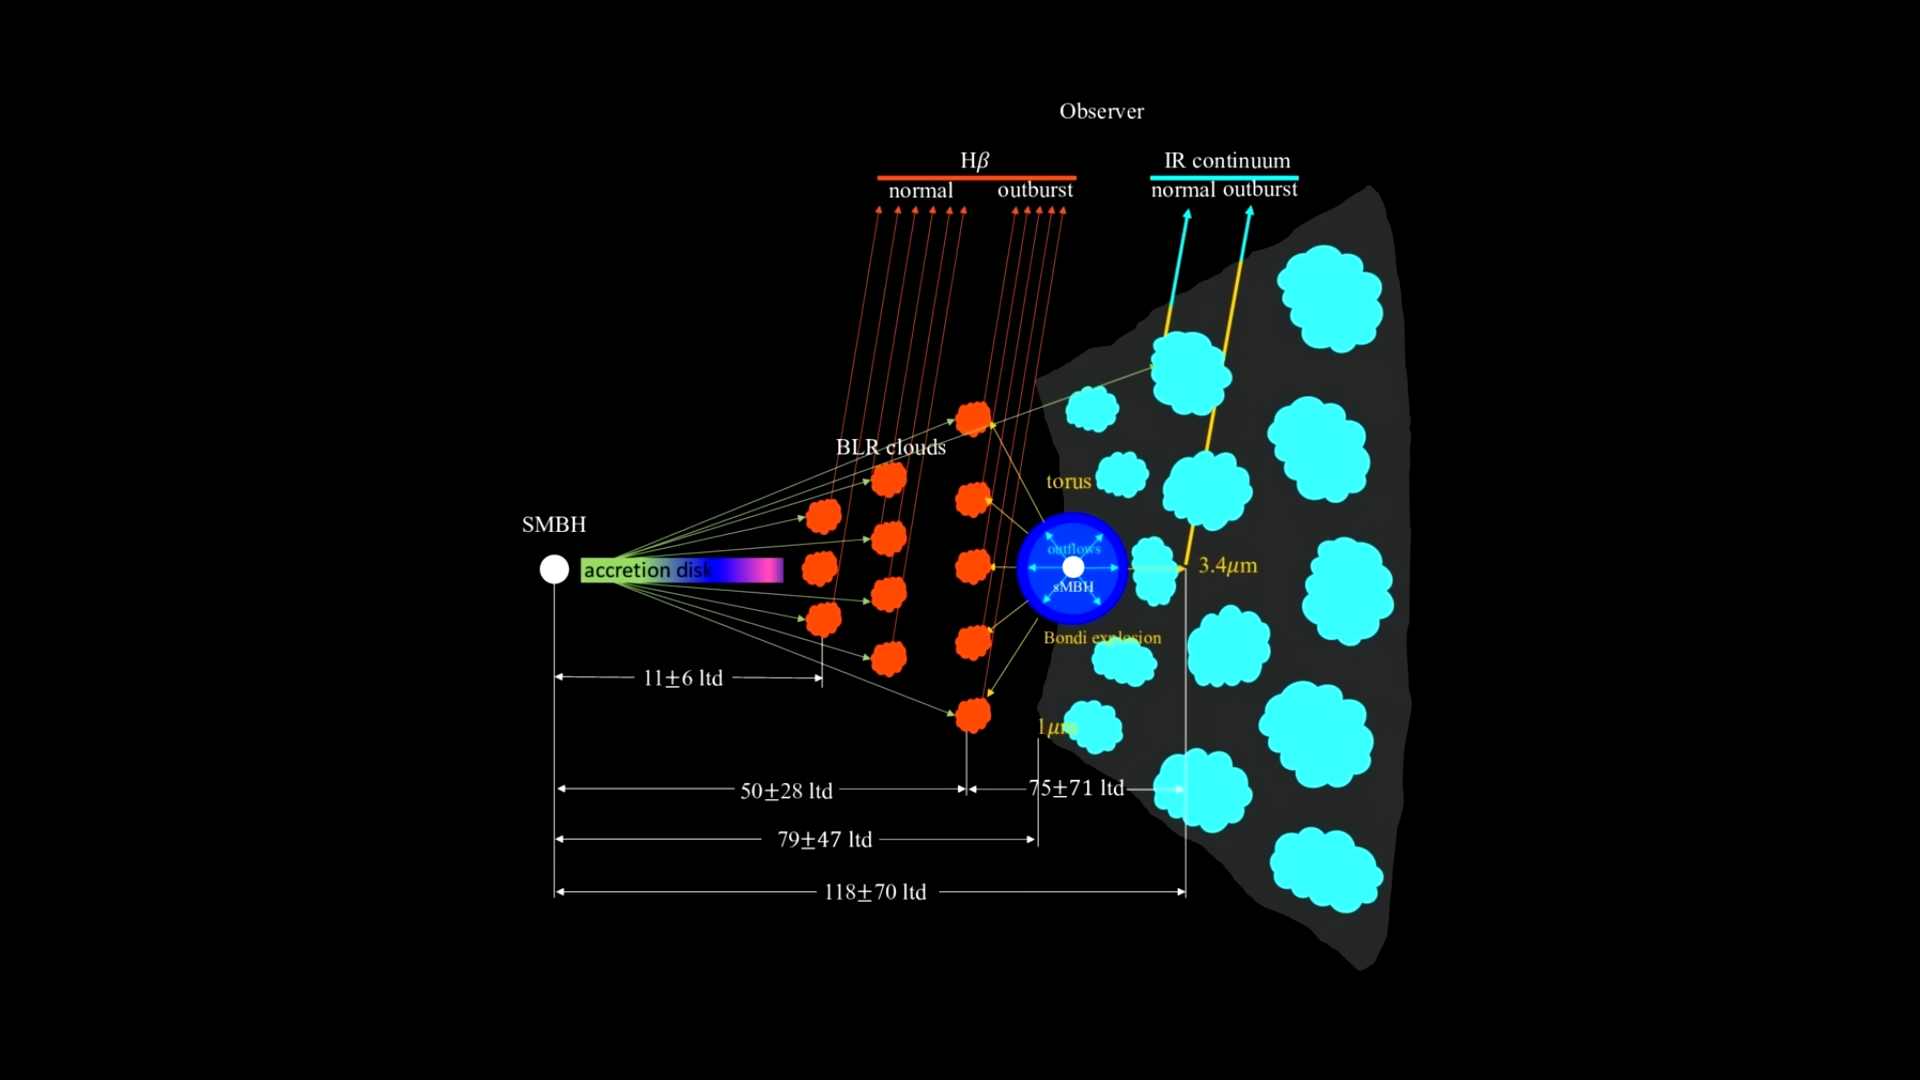 Observer
Hβ
IR continuum
normal
outburst
normal outburst
BLR clouds
torus
SMBH
outflows
accretion disk
3.4μm
sMBH
Bondi explosion
11±6 ltd
1μm
50±28 ltd
75±71 ltd
79±47 ltd
118±70 ltd